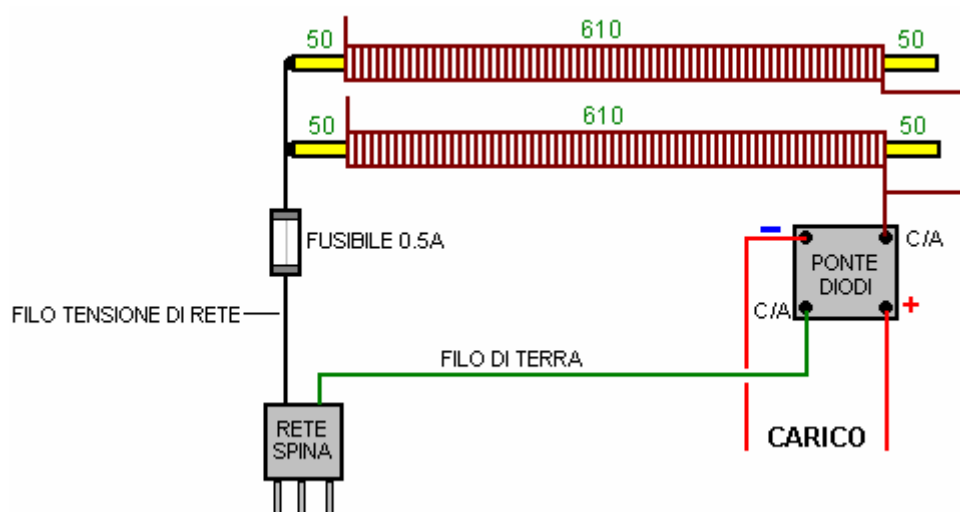 50 610 50
50 610 50
FUSIBILE 0.5A
- C/A
PONTE
DIODI
C/A +
FILO TENSIONE DI RETE
FILO DI TERRA
RETE
SPINA
CARICO